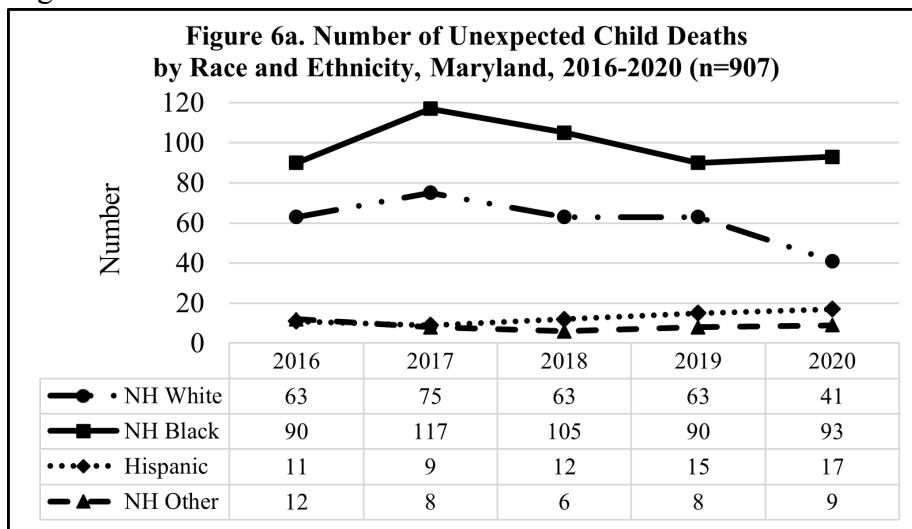 Figure 6a. Number of Unexpected Child Deaths
by Race and Ethnicity, Maryland, 2016-2020 (n=907)
120
100
80
60
40
20
0
Number
2016 2017 2018 2019 2020
NH White 63 75 63 63 41
NH Black 90 117 105 90 93
Hispanic 11 9 12 15 17
NH Other 12 8 6 8 9